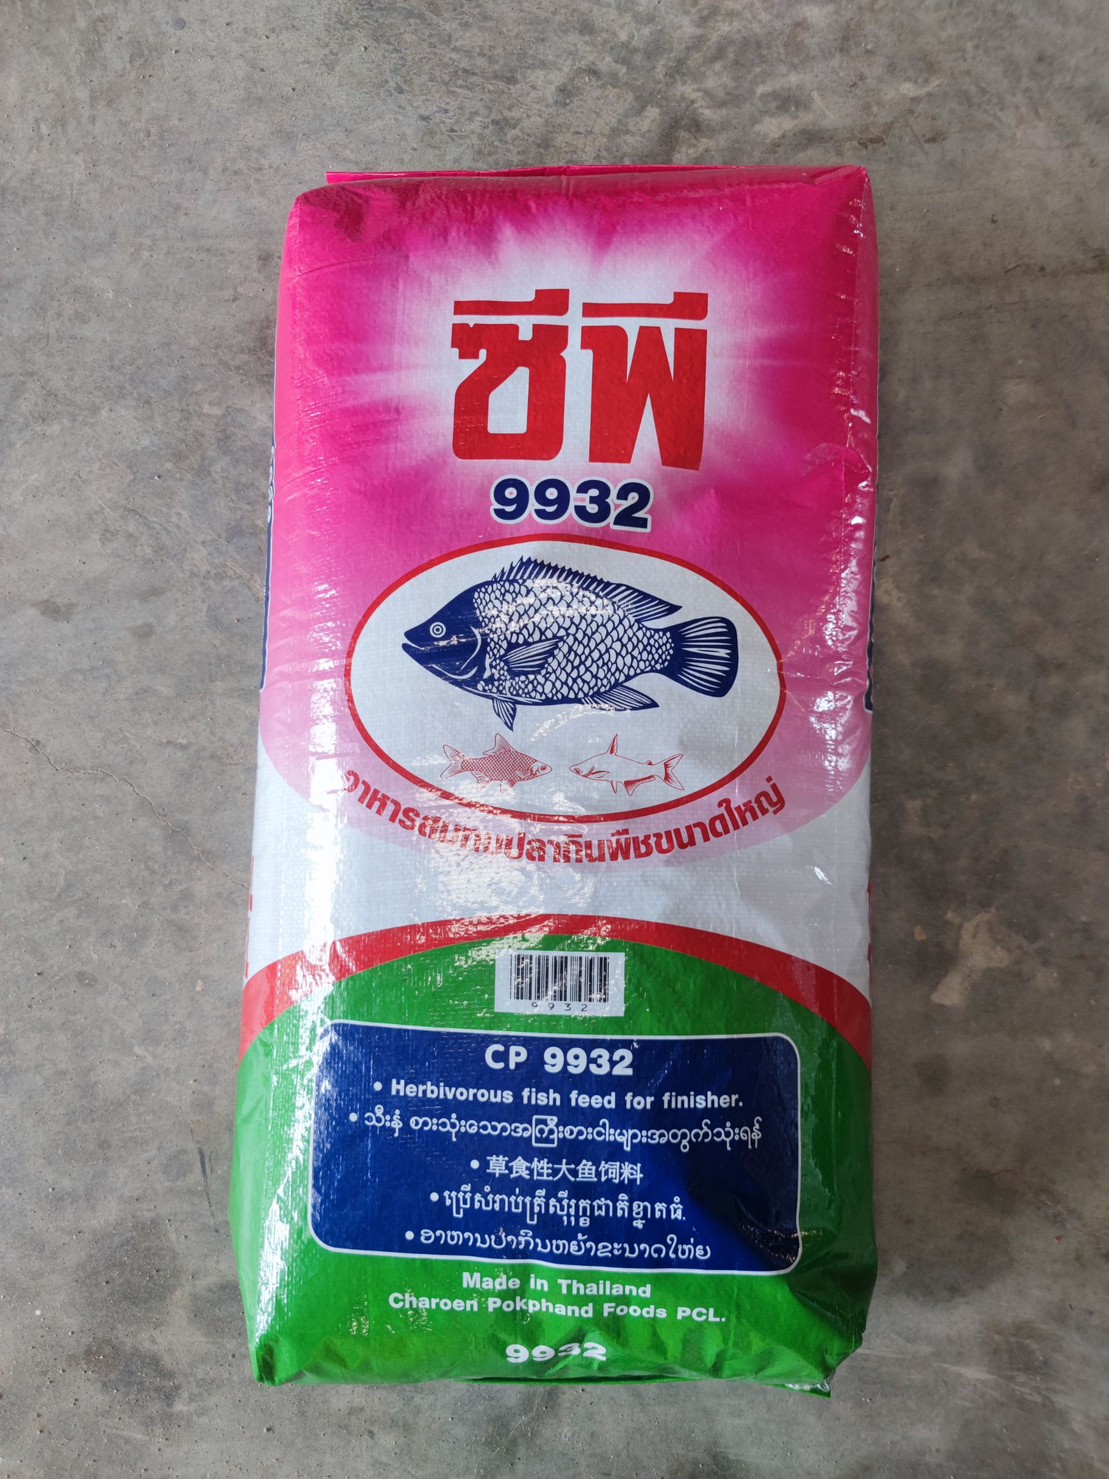 ซีพี
9932
อาหารสมทบปลากินพืชขนาดใหญ่
9932
CP 9932
• Herbivorous fish feed for finisher.
• သီးနှံ စားသုံးသောအကြီးစားငါးများအတွက်သုံးရန်
• 草食性大鱼饲料
• ប្រើសំរាប់ត្រីស៊ីរុក្ខជាតិខ្នាតធំ.
• ອາຫານປາກິນຫຍ້າຂະນາດໃຫ່ຍ
Made in Thailand
Charoen Pokphand Foods PCL.
9932